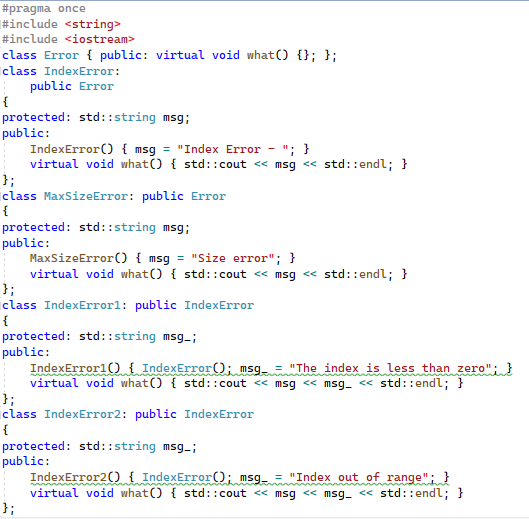 #pragma once
#include <string>
#include <iostream>
class Error { public: virtual void what() {}; };
class IndexError:
    public Error
{
protected: std::string msg;
public:
    IndexError() { msg = "Index Error - "; }
    virtual void what() { std::cout << msg << std::endl; }
};
class MaxSizeError: public Error
{
protected: std::string msg;
public:
    MaxSizeError() { msg = "Size error"; }
    virtual void what() { std::cout << msg << std::endl; }
};
class IndexError1: public IndexError
{
protected: std::string msg_;
public:
    IndexError1() { IndexError(); msg_ = "The index is less than zero"; }
    virtual void what() { std::cout << msg << msg_ << std::endl; }
};
class IndexError2: public IndexError
{
protected: std::string msg_;
public:
    IndexError2() { IndexError(); msg_ = "Index out of range"; }
    virtual void what() { std::cout << msg << msg_ << std::endl; }
};